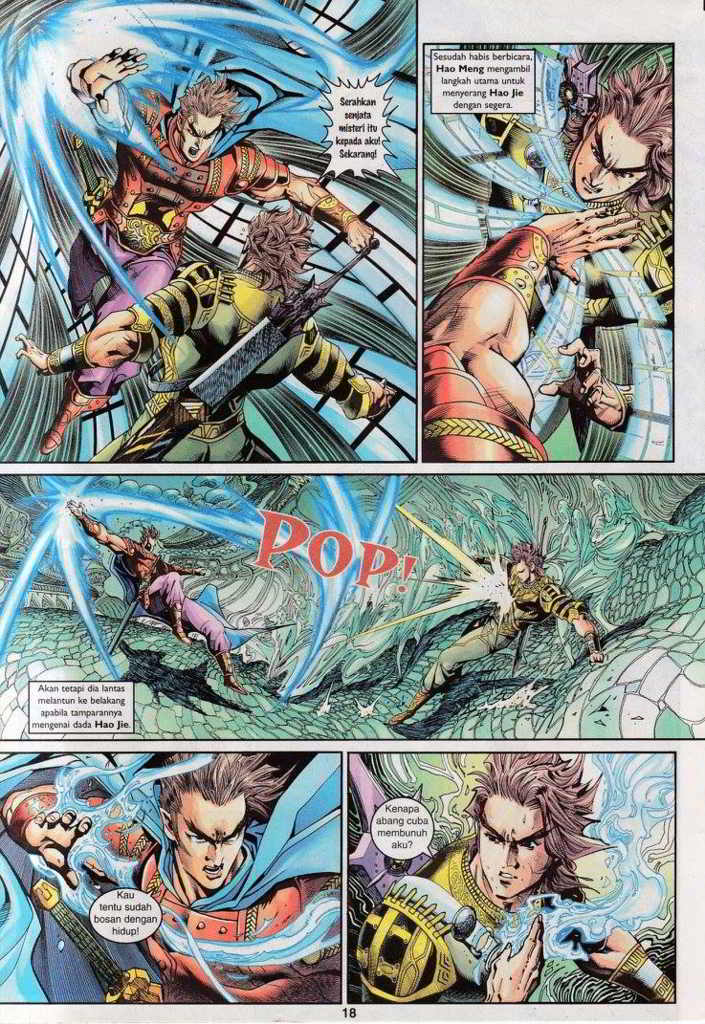 Serahkan
senjata
misteri itu
kepada aku!
Sekarang!
Sesudah habis berbicara,
Hao Meng mengambil
langkah utama untuk
menyerang Hao Jie
dengan segera.
POP!
Akan tetapi dia lantas
melantun ke belakang
apabila tamparannya
mengenai dada Hao Jie.
Kau
tentu sudah
bosan dengan
hidup!
Kenapa
abang cuba
membunuh
aku?
18